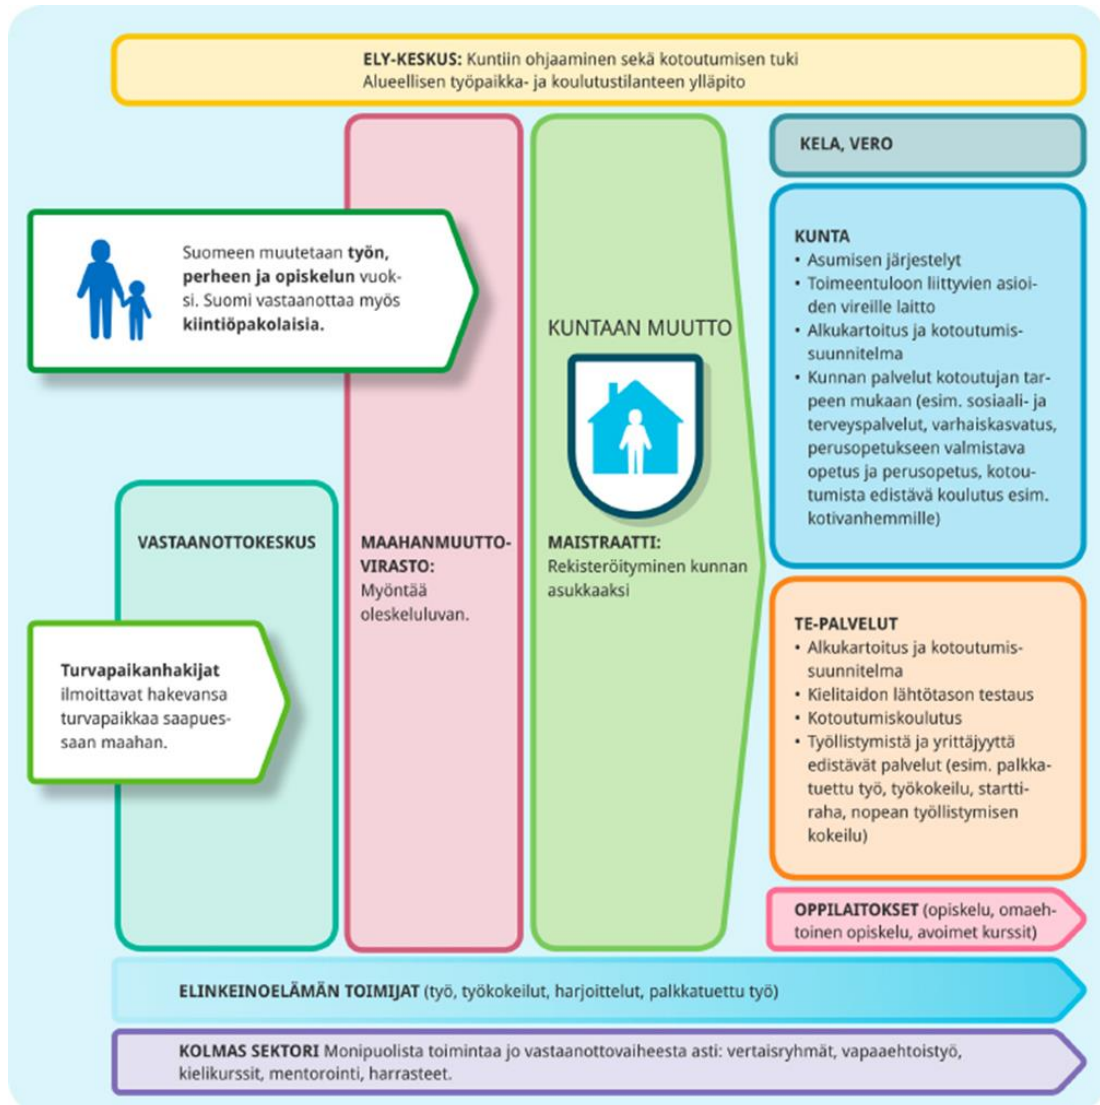 ELY-KESKUS: Kuntiin ohjaaminen sekä kotoutumisen tuki
Alueellisen työpaikka- ja koulutustilanteen ylläpito
Suomeen muutetaan työn,
perheen ja opiskelun vuok-
si. Suomi vastaanottaa myös
kiintiöpakolaisia.
Turvapaikanhakijat
ilmoittavat hakevansa
turvapaikkaa saapues-
saan maahan.
VASTAANOTTOKESKUS
MAAHANMUUTTO-
VIRASTO:
Myöntää
oleskeluluvan.
KUNTAAN MUUTTO
MAISTRAATTI:
Rekisteröityminen kunnan
asukkaaksi
KELA, VERO
KUNTA
• Asumisen järjestelyt
• Toimeentuloon liittyvien asioi-
den vireille laitto
• Alkukartoitus ja kotoutumis-
suunnitelma
• Kunnan palvelut kotoutujan tar-
peen mukaan (esim. sosiaali- ja
terveyspalvelut, varhaiskasvatus,
perusopetukseen valmistava
opetus ja perusopetus, kotou-
tumista edistävä koulutus esim.
kotivanhemmille)
TE-PALVELUT
• Alkukartoitus ja kotoutumis-
suunnitelma
• Kielitaidon lähtötason testaus
• Kotoutumiskoulutus
• Työllistymistä ja yrittäjyyttä
edistävät palvelut (esim. palkka-
tuettu työ, työkokeilu, startti-
raha, nopean työllistymisen
kokeilu)
OPPILAITOKSET (opiskelu, omaeh-
toinen opiskelu, avoimet kurssit)
ELINKEINOELÄMÄN TOIMIJAT (työ, työkokeilut, harjoittelut, palkkatuettu työ)
KOLMAS SEKTORI Monipuolista toimintaa jo vastaanottovaiheesta asti: vertaisryhmät, vapaaehtoistyö,
kielikurssit, mentorointi, harrasteet.